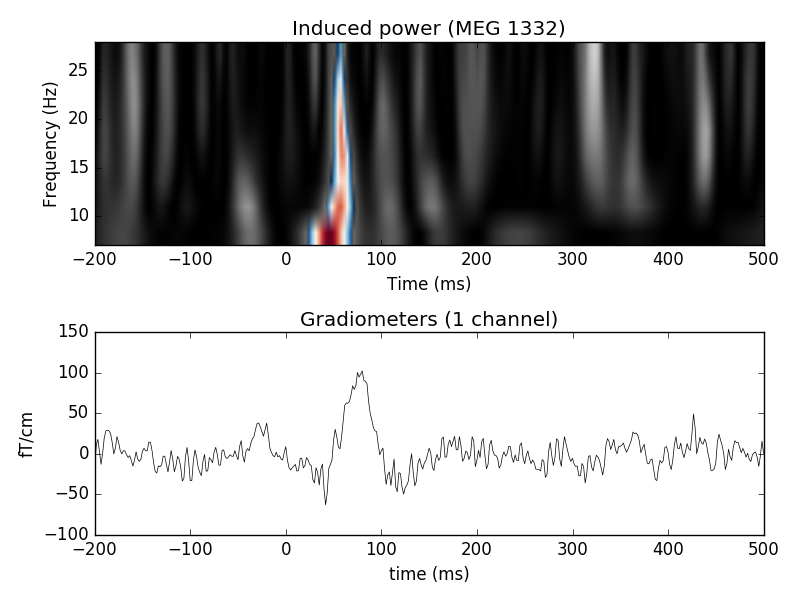 Induced power (MEG 1332)
Frequency (Hz)
25
20
15
10
−200 −100 0 100 200 300 400 500
Time (ms)
Gradiometers (1 channel)
fT/cm
150
100
50
0
−50
−100
−200 −100 0 100 200 300 400 500
time (ms)